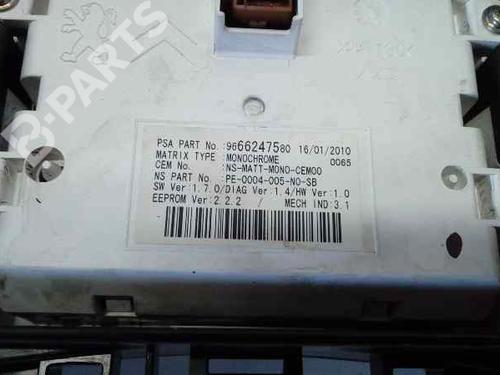 B-PARTS
PSA PART No.:9666247580 16/01/2010
MATRIX TYPE :MONOCHROME 0065
CEM No. :NS-MATT-MONO-CEM00
NS PART No. :PE-0004-005-NO-SB
SW Ver:1.7.0/DIAG Ver:1.4/HW Ver:1.0
EEPROM Ver:2.2.2 / MECH IND:3.1